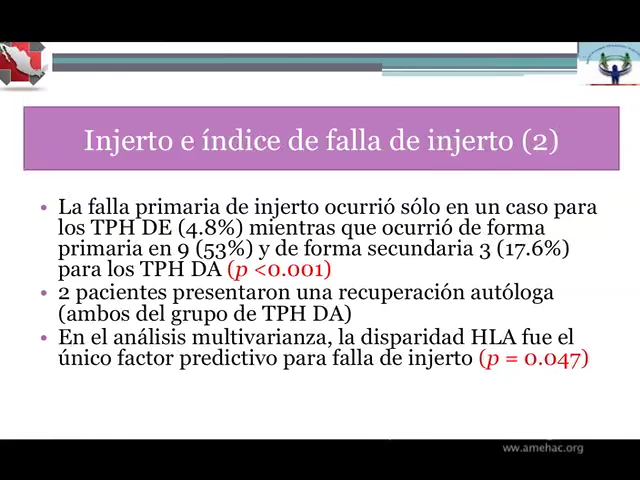 Injerto e índice de falla de injerto (2)
• La falla primaria de injerto ocurrió sólo en un caso para
los TPH DE (4.8%) mientras que ocurrió de forma
primaria en 9 (53%) y de forma secundaria 3 (17.6%)
para los TPH DA (p <0.001)
• 2 pacientes presentaron una recuperación autóloga
(ambos del grupo de TPH DA)
• En el análisis multivarianza, la disparidad HLA fue el
único factor predictivo para falla de injerto (p = 0.047)
ww.amehac.org